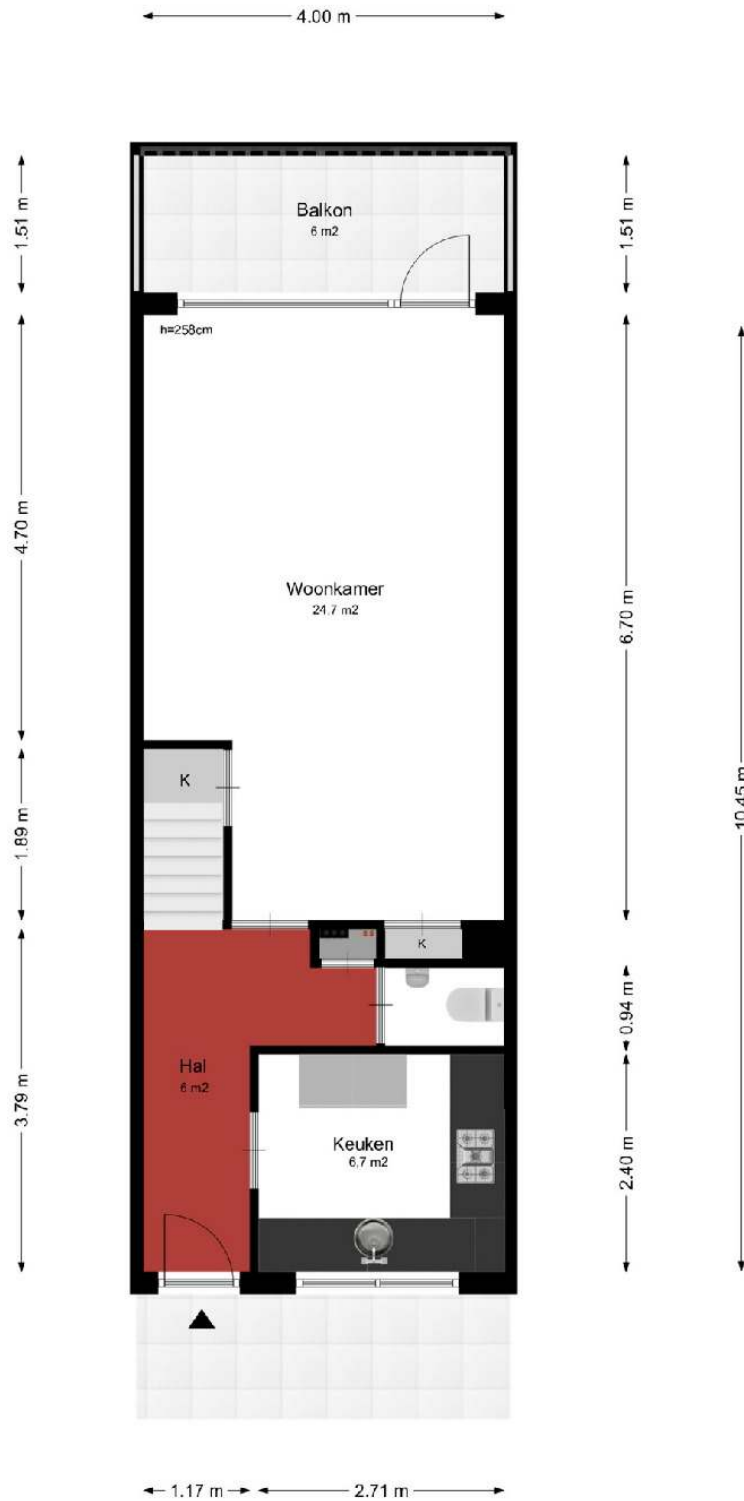 4.00 m
1.51 m
1.51 m
Balkon
6 m2
h=258cm
4.70 m
Woonkamer
24,7 m2
6.70 m
10.45 m
K
1.89 m
K
0.94 m
Hal
6 m2
3.79 m
Keuken
6,7 m2
2.40 m
1.17 m
2.71 m